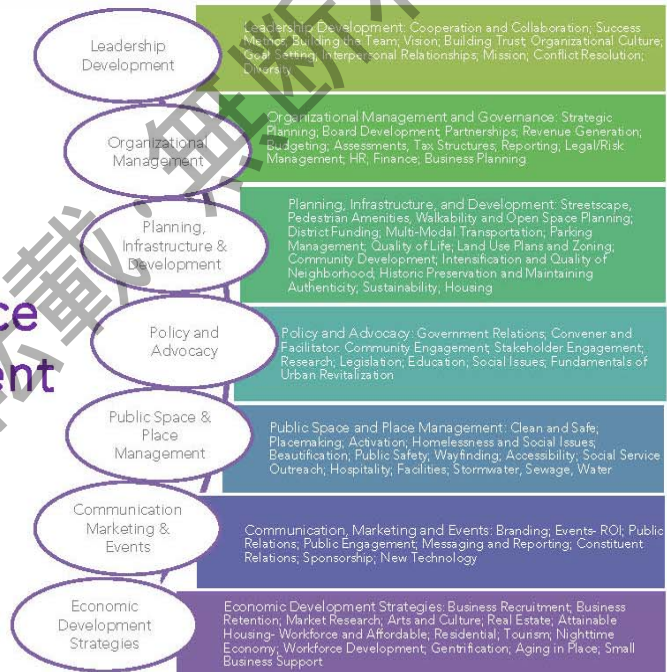 Leadership
Development
Leadership Development: Cooperation and Collaboration; Success
Metrics; Building the Team; Vision; Building Trust; Organizational Culture;
Goal Setting; Interpersonal Relationships; Mission; Conflict Resolution;
Diversity
Organizational
Management
Organizational Management and Governance: Strategic
Planning; Board Development; Partnerships; Revenue Generation;
Budgeting; Assessments, Tax Structures; Reporting; Legal/Risk
Management; HR; Finance; Business Planning
Planning,
Infrastructure &
Development
Planning, Infrastructure, and Development: Streetscape,
Pedestrian Amenities, Walkability and Open Space Planning;
District Funding; Multi-Modal Transportation; Parking
Management; Quality of Life; Land Use Plans and Zoning;
Community Development; Intensification and Quality of
Neighborhood; Historic Preservation and Maintaining
Authenticity; Sustainability; Housing
ce
ent
Policy and
Advocacy
Policy and Advocacy: Government Relations; Convener and
Facilitator: Community Engagement; Stakeholder Engagement;
Research; Legislation; Education; Social Issues; Fundamentals of
Urban Revitalization
Public Space &
Place
Management
Public Space and Place Management: Clean and Safe;
Placemaking; Activation; Homelessness and Social Issues;
Beautification; Public Safety; Wayfinding; Accessibility; Social Service
Outreach; Hospitality; Facilities; Stormwater, Sewage, Water
Communication
Marketing &
Events
Communication, Marketing and Events: Branding; Events- ROI; Public
Relations; Public Engagement; Messaging and Reporting; Constituent
Relations; Sponsorship; New Technology
Economic
Development
Strategies
Economic Development Strategies: Business Recruitment; Business
Retention; Market Research; Arts and Culture; Real Estate; Attainable
Housing- Workforce and Affordable; Residential; Tourism; Nighttime
Economy; Workforce Development; Gentrification; Aging in Place; Small
Business Support
載・無斷